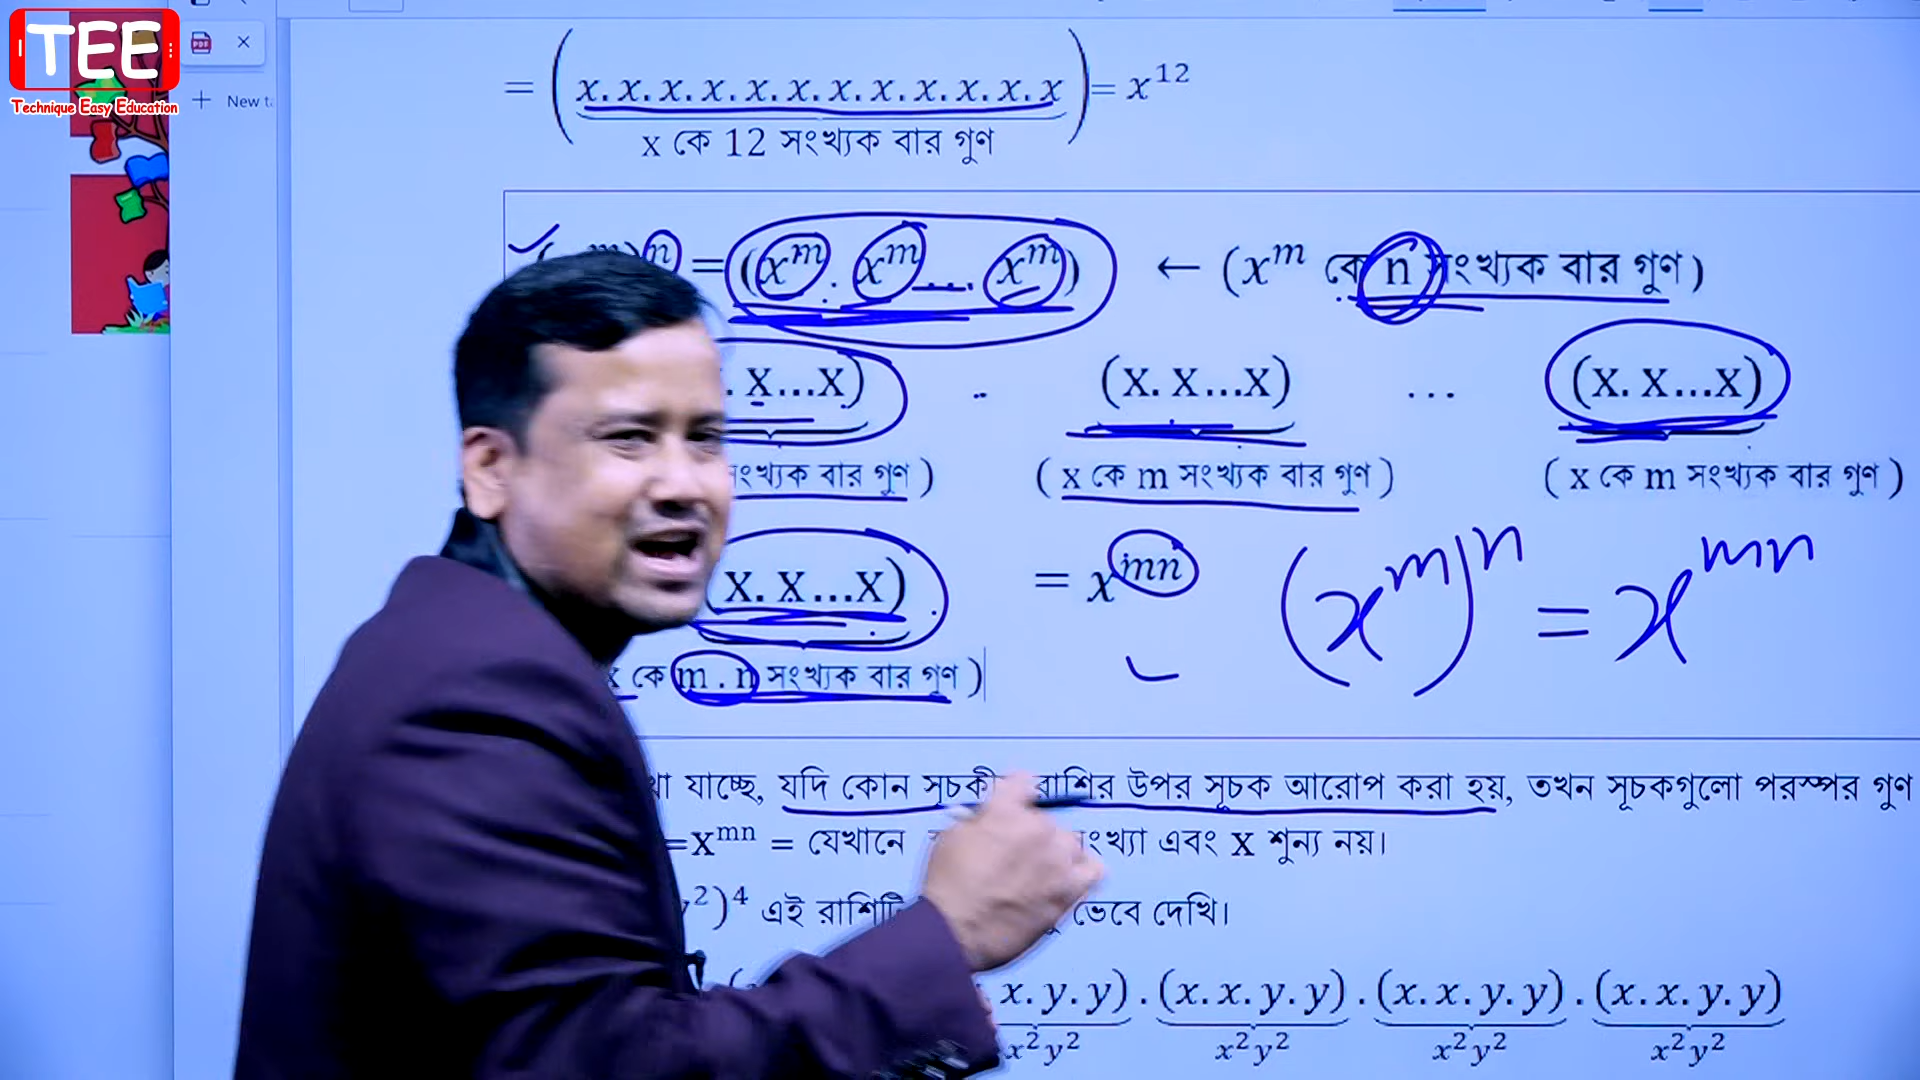 TEE
Technique Easy Education
New t
= (x.x.x.x.x.x.x.x.x.x.x.x) = x¹²
x কে 12 সংখ্যক বার গুণ
n = (xᵐ . xᵐ .... xᵐ) ← (xᵐ কে n সংখ্যক বার গুণ)
. X...X) . (X. X...X) ... (X. X...X)
বার গুণ ) ( x কে m সংখ্যক বার গুণ ) ( x কে m সংখ্যক বার গুণ )
X. X...X) = xᵐⁿ (xᵐ)ⁿ = xᵐⁿ
x কে m . n সংখ্যক বার গুণ )
যাচ্ছে, যদি কোন সূচকীয় রাশির উপর সূচক আরোপ করা হয়, তখন সূচকগুলো পরস্পর গুণ
=xᵐⁿ = যেখানে এবং x শুন্য নয়।
²)⁴ এই রাশিটি ভেবে দেখি।
x.y.y) . (x.x.y.y) . (x.x.y.y) . (x.x.y.y)
x²y² x²y² x²y² x²y²